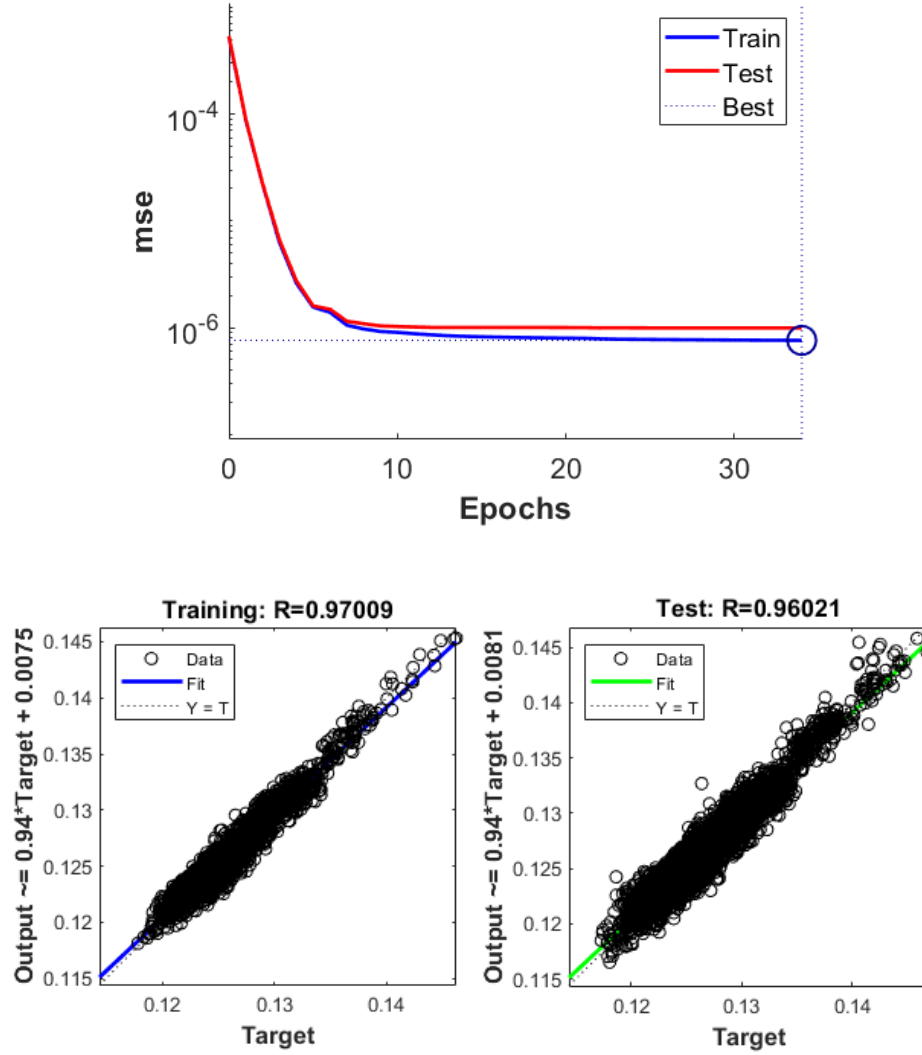 Train
Test
Best
10^-4
mse
10^-6
0 10 20 30
Epochs
Training: R=0.97009
Output ~= 0.94*Target + 0.0075
0.145
0.14
0.135
0.13
0.125
0.12
0.115
Data
Fit
Y = T
0.12 0.13 0.14
Target
Test: R=0.96021
Output ~= 0.94*Target + 0.0081
0.145
0.14
0.135
0.13
0.125
0.12
0.115
Data
Fit
Y = T
0.12 0.13 0.14
Target